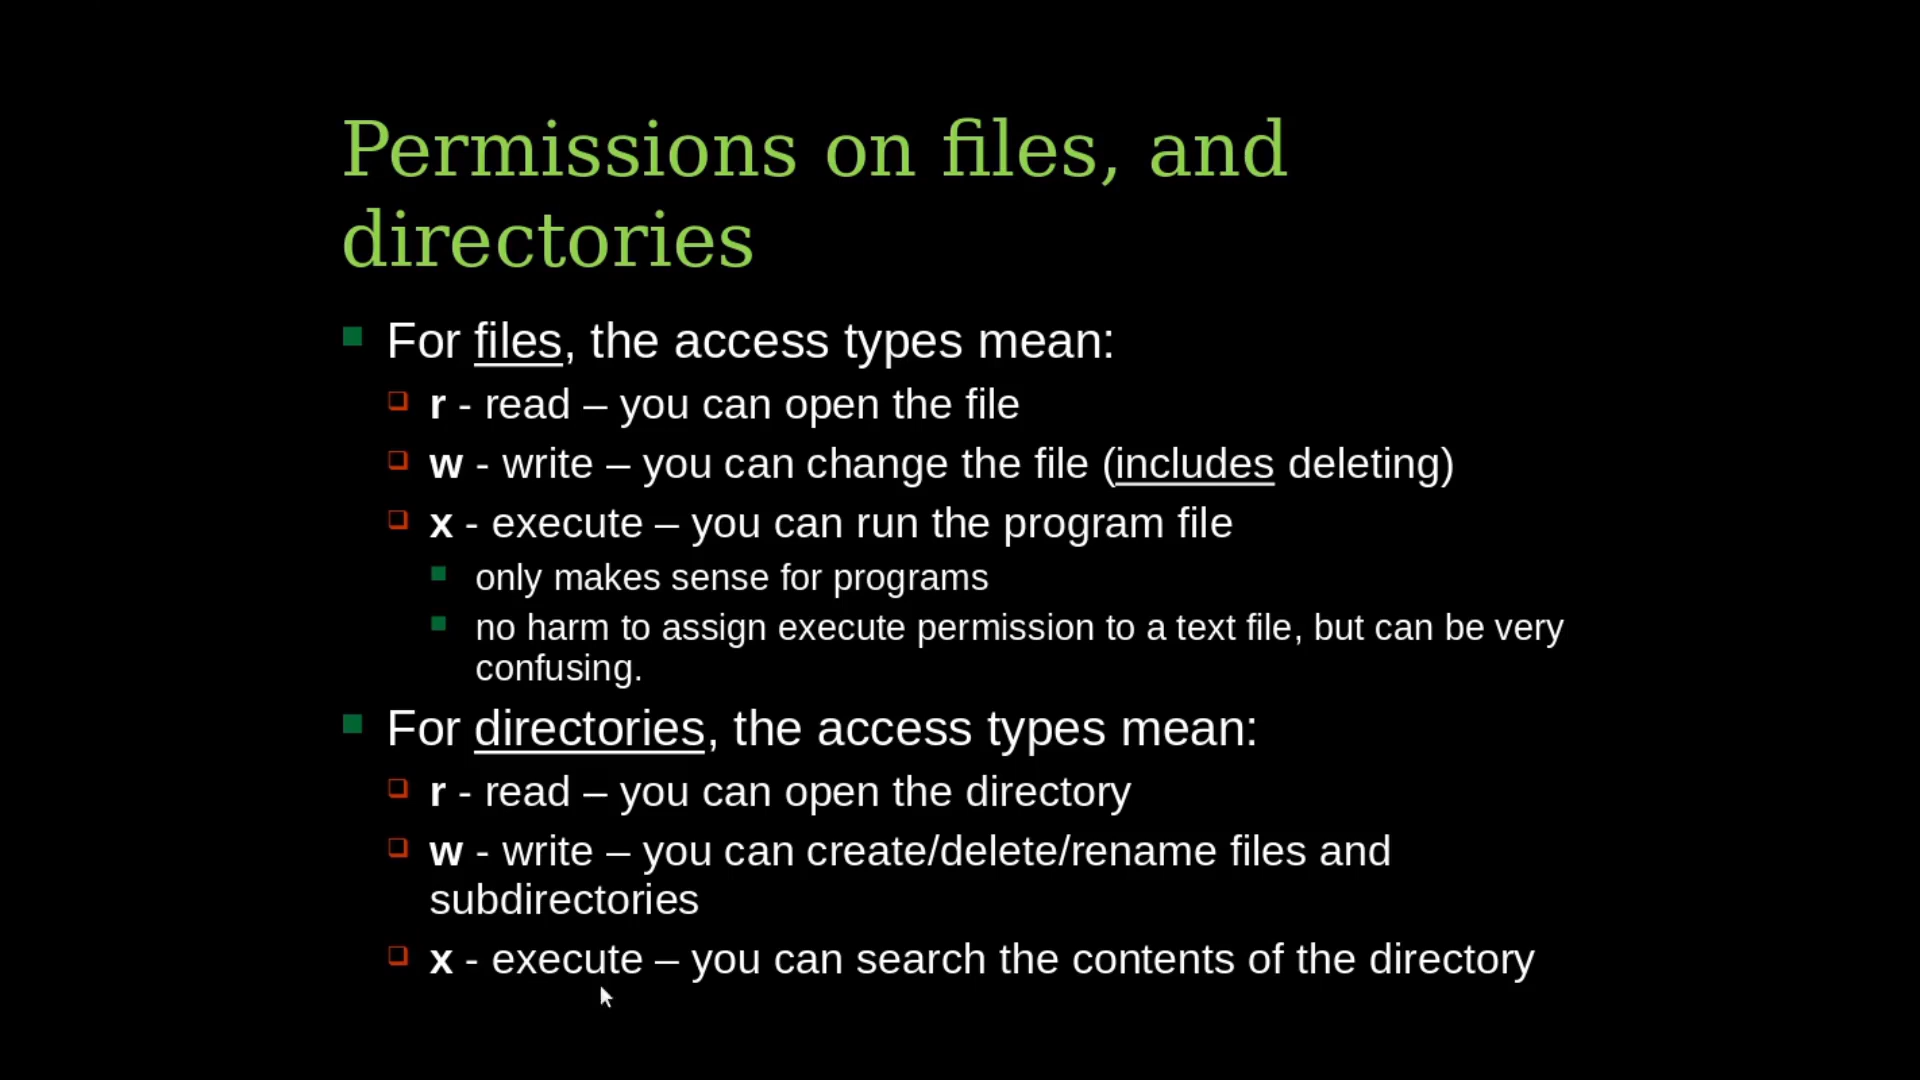 Permissions on files, and
directories
For files, the access types mean:
r - read – you can open the file
w - write – you can change the file (includes deleting)
x - execute – you can run the program file
only makes sense for programs
no harm to assign execute permission to a text file, but can be very
confusing.
For directories, the access types mean:
r - read – you can open the directory
w - write – you can create/delete/rename files and
subdirectories
x - execute – you can search the contents of the directory